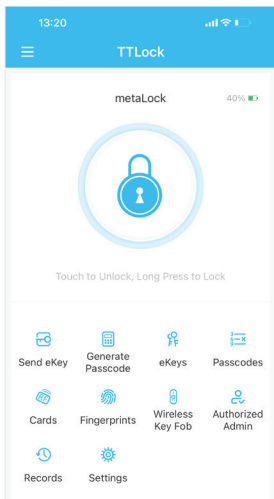 13:20
TTLock
metaLock
40%
Touch to Unlock, Long Press to Lock
Send eKey
Generate
Passcode
eKeys
Passcodes
Cards
Fingerprints
Wireless
Key Fob
Authorized
Admin
Records
Settings